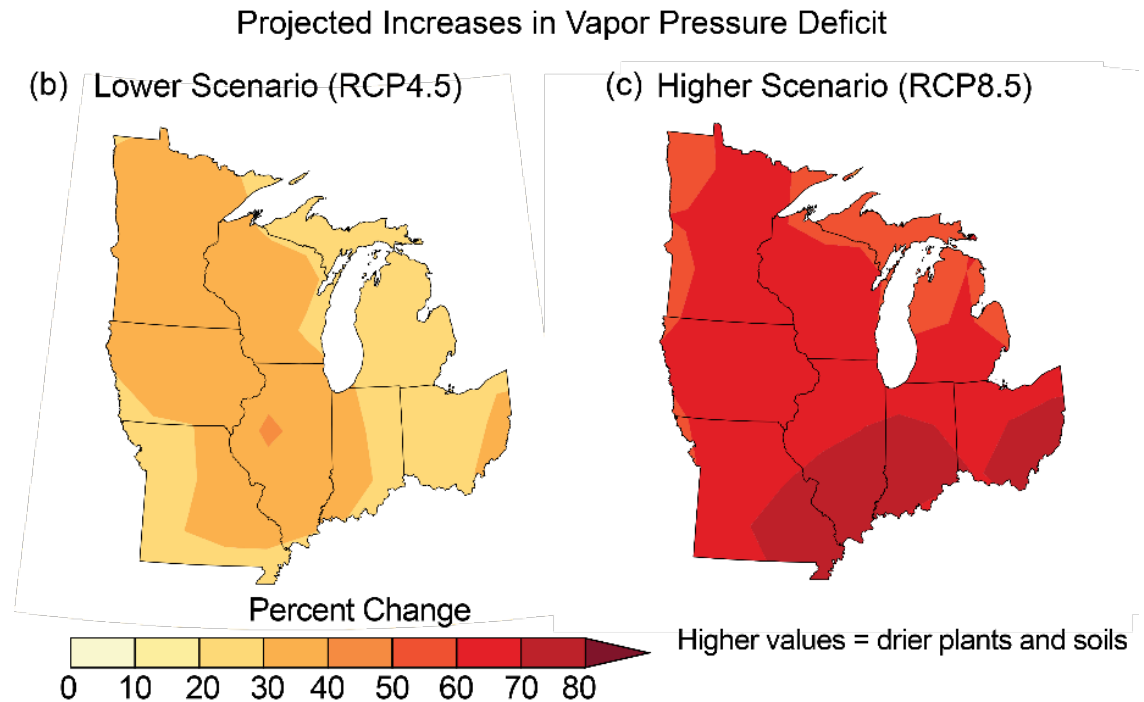 Projected Increases in Vapor Pressure Deficit
(b) Lower Scenario (RCP4.5)
(c) Higher Scenario (RCP8.5)
Percent Change
0 10 20 30 40 50 60 70 80
Higher values = drier plants and soils